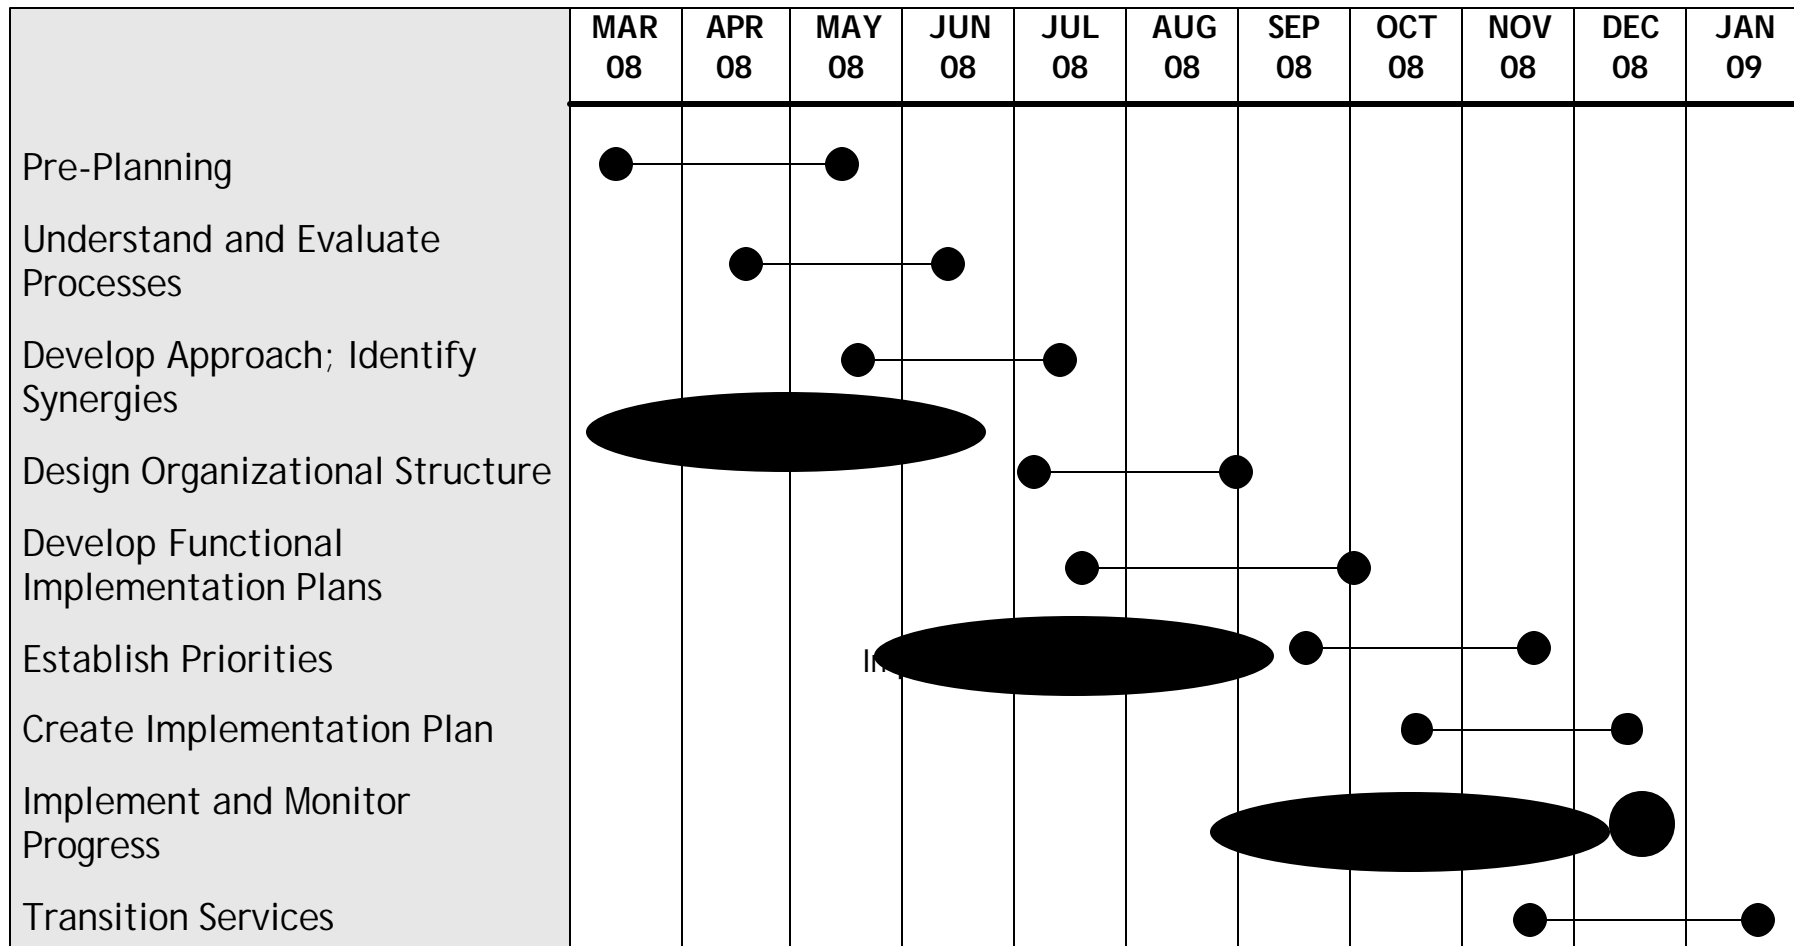 MAR APR MAY JUN JUL AUG SEP OCT NOV DEC JAN
08 08 08 08 08 08 08 08 08 08 09
Pre-Planning
Understand and Evaluate
Processes
Develop Approach; Identify
Synergies
Design Organizational Structure
Develop Functional
Implementation Plans
Establish Priorities
Create Implementation Plan
Implement and Monitor
Progress
Transition Services